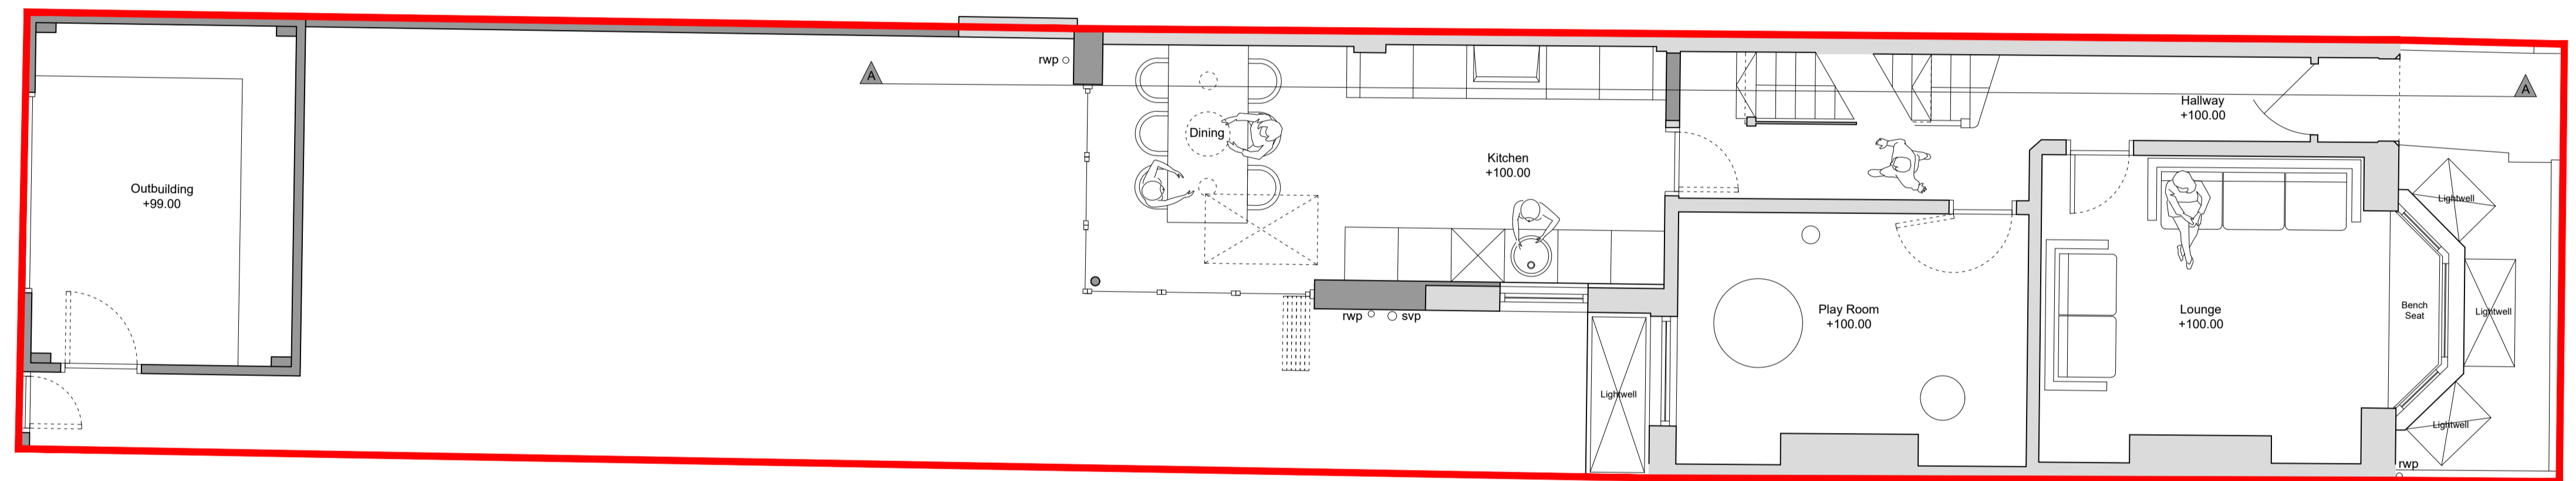 Outbuilding
+99.00
A
rwp
Dining
Kitchen
+100.00
rwp
svp
Lightwell
Play Room
+100.00
Hallway
+100.00
A
Lounge
+100.00
Bench
Seat
Lightwell
Lightwell
Lightwell
rwp